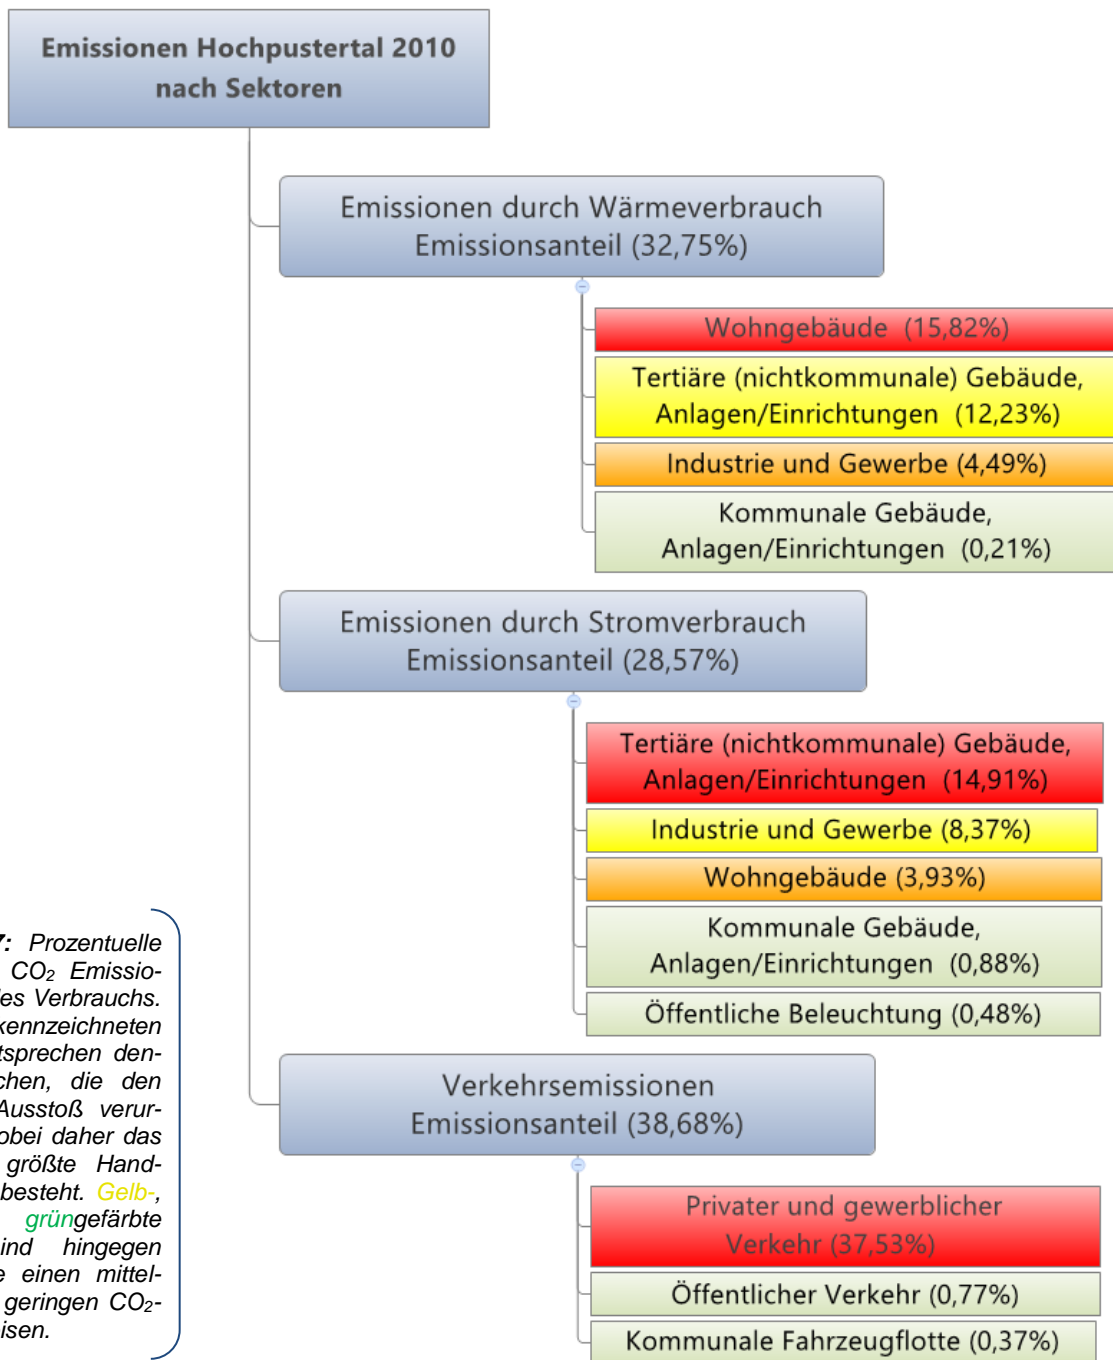 Emissionen Hochpustertal 2010
nach Sektoren
Emissionen durch Wärmeverbrauch
Emissionsanteil (32,75%)
Wohngebäude (15,82%)
Tertiäre (nichtkommunale) Gebäude,
Anlagen/Einrichtungen (12,23%)
Industrie und Gewerbe (4,49%)
Kommunale Gebäude,
Anlagen/Einrichtungen (0,21%)
Emissionen durch Stromverbrauch
Emissionsanteil (28,57%)
Tertiäre (nichtkommunale) Gebäude,
Anlagen/Einrichtungen (14,91%)
Industrie und Gewerbe (8,37%)
Wohngebäude (3,93%)
Kommunale Gebäude,
Anlagen/Einrichtungen (0,88%)
Öffentliche Beleuchtung (0,48%)
Verkehrsemissionen
Emissionsanteil (38,68%)
Privater und gewerblicher
Verkehr (37,53%)
Öffentlicher Verkehr (0,77%)
Kommunale Fahrzeugflotte (0,37%)
7: Prozentuelle
CO2 Emissio-
des Verbrauchs.
kennzeichneten
tsprechen den-
chen, die den
Ausstoß verur-
obei daher das
größte Hand-
besteht. Gelb-,
grüngefärbte
ind hingegen
e einen mittel-
geringen CO2-
isen.